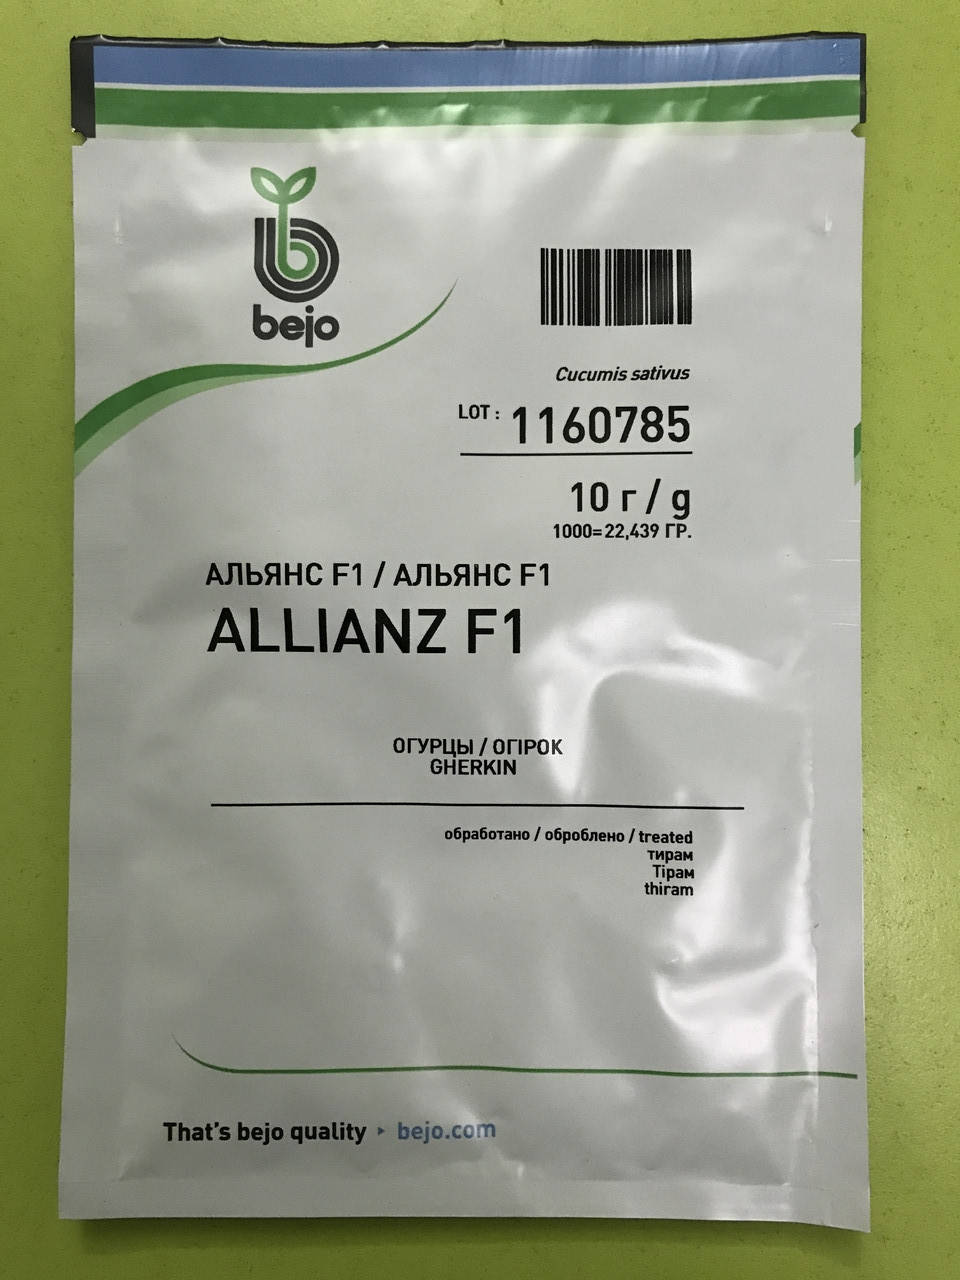 bejo
Cucumis sativus
LOT : 1160785
10 г / g
1000=22,439 ГР.
АЛЬЯНС F1 / АЛЬЯНС F1
ALLIANZ F1
ОГУРЦЫ / ОГІРОК
GHERKIN
обработано / оброблено / treated
тирам
Тірам
thiram
That's bejo quality ‣ bejo.com